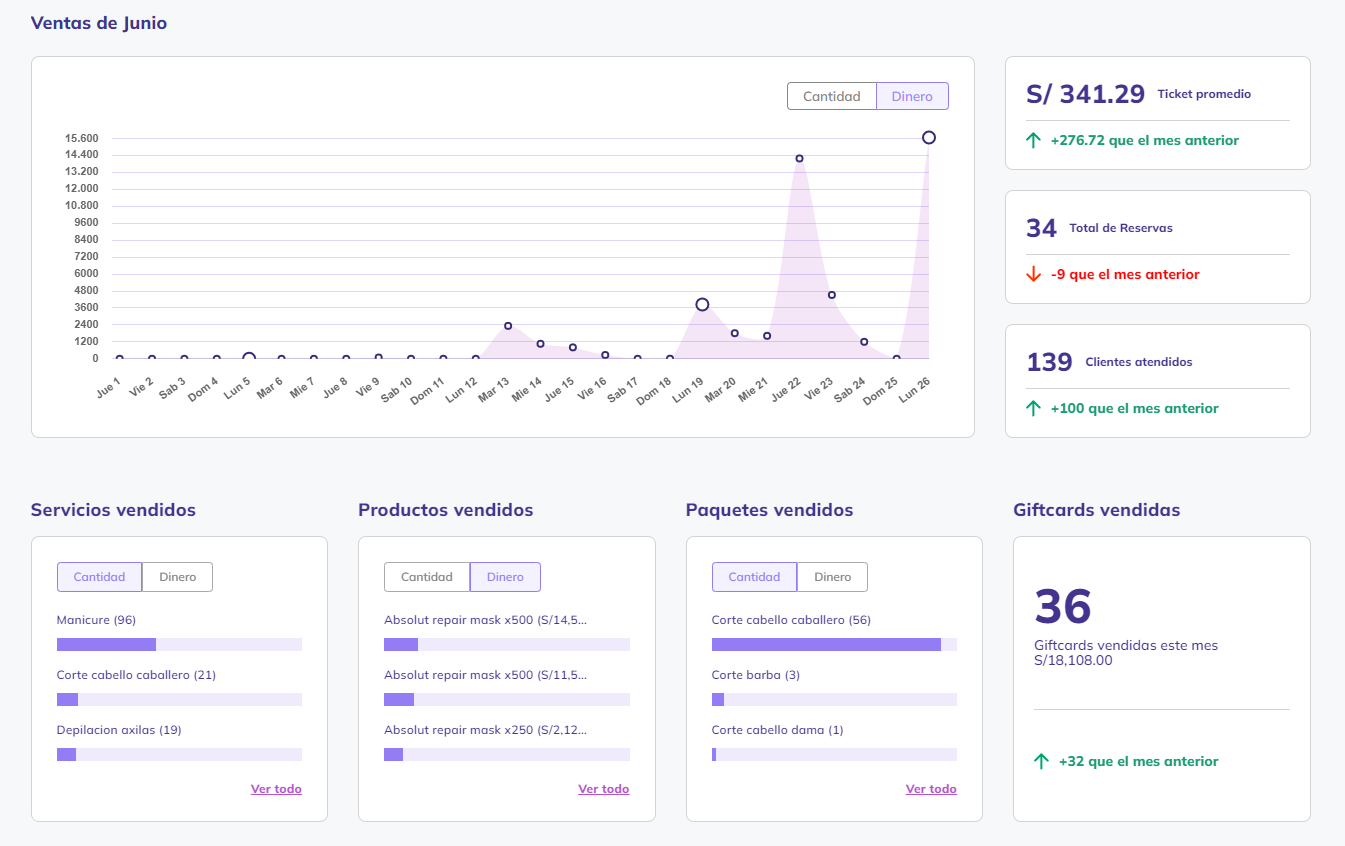 Ventas de Junio
Cantidad
Dinero
15.600
14.400
13.200
12.000
10.800
9600
8400
7200
6000
4800
3600
2400
1200
0
Jue 1
Vie 2
Sab 3
Dom 4
Lun 5
Mar 6
Mie 7
Jue 8
Vie 9
Sab 10
Dom 11
Lun 12
Mar 13
Mie 14
Jue 15
Vie 16
Sab 17
Dom 18
Lun 19
Mar 20
Mie 21
Jue 22
Vie 23
Sab 24
Dom 25
Lun 26
S/ 341.29 Ticket promedio
+276.72 que el mes anterior
34 Total de Reservas
-9 que el mes anterior
139 Clientes atendidos
+100 que el mes anterior
Servicios vendidos
Cantidad
Dinero
Manicure (96)
Corte cabello caballero (21)
Depilacion axilas (19)
Ver todo
Productos vendidos
Cantidad
Dinero
Absolut repair mask x500 (S/14,5...
Absolut repair mask x500 (S/11,5...
Absolut repair mask x250 (S/2,12...
Ver todo
Paquetes vendidos
Cantidad
Dinero
Corte cabello caballero (56)
Corte barba (3)
Corte cabello dama (1)
Ver todo
Giftcards vendidas
36
Giftcards vendidas este mes
S/18,108.00
+32 que el mes anterior